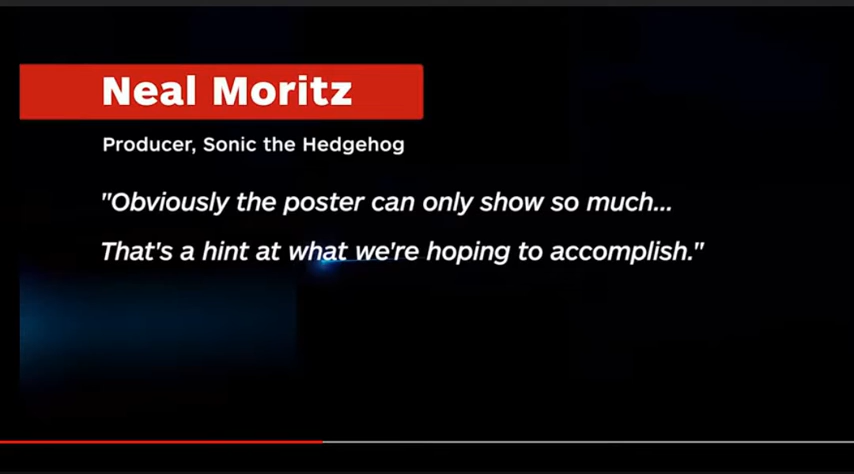 Neal Moritz
Producer, Sonic the Hedgehog
"Obviously the poster can only show so much...
That's a hint at what we're hoping to accomplish."